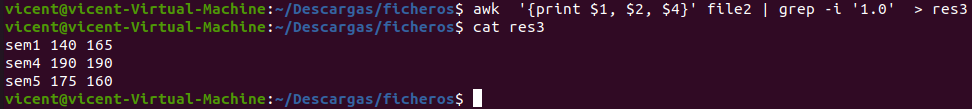 vicent@vicent-Virtual-Machine:~/Descargas/ficheros$ awk  '{print $1, $2, $4}' file2 | grep -i '1.0'  > res3
vicent@vicent-Virtual-Machine:~/Descargas/ficheros$ cat res3
sem1 140 165
sem4 190 190
sem5 175 160
vicent@vicent-Virtual-Machine:~/Descargas/ficheros$